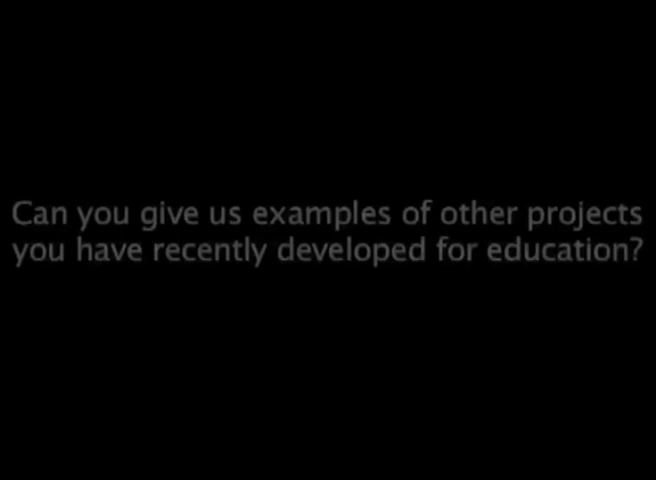 Can you give us examples of other projects
you have recently developed for education?